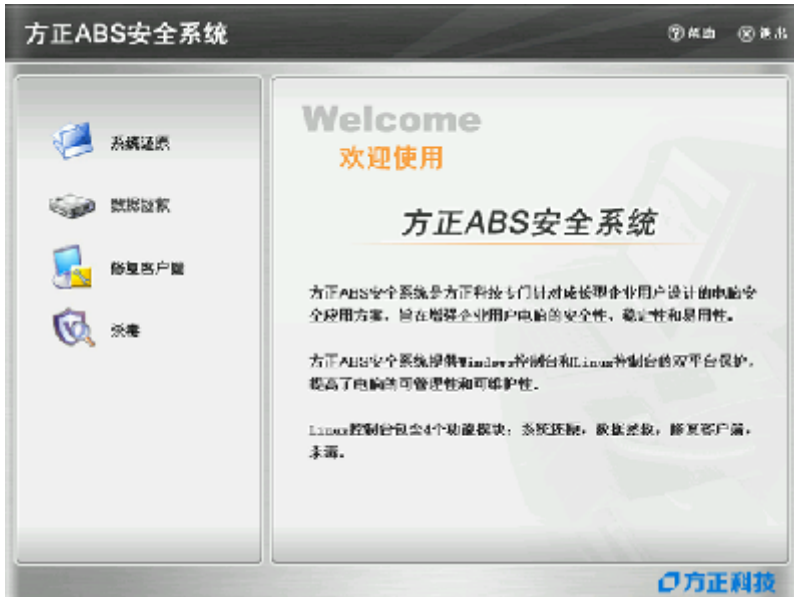 方正ABS安全系统
帮助
退出
系统还原
数据拯救
修复客户端
杀毒
Welcome
欢迎使用
方正ABS安全系统
方正ABS安全系统是方正科技专门针对成长型企业用户设计的电脑安
全应用方案，旨在增强企业用户电脑的安全性、稳定性和易用性。
方正ABS安全系统提供Windows控制台和Linux控制台的双平台保护，
提高了电脑的可管理性和可维护性。
Linux控制台包含4个功能模块：系统还原，数据拯救，修复客户端，
杀毒。
方正科技